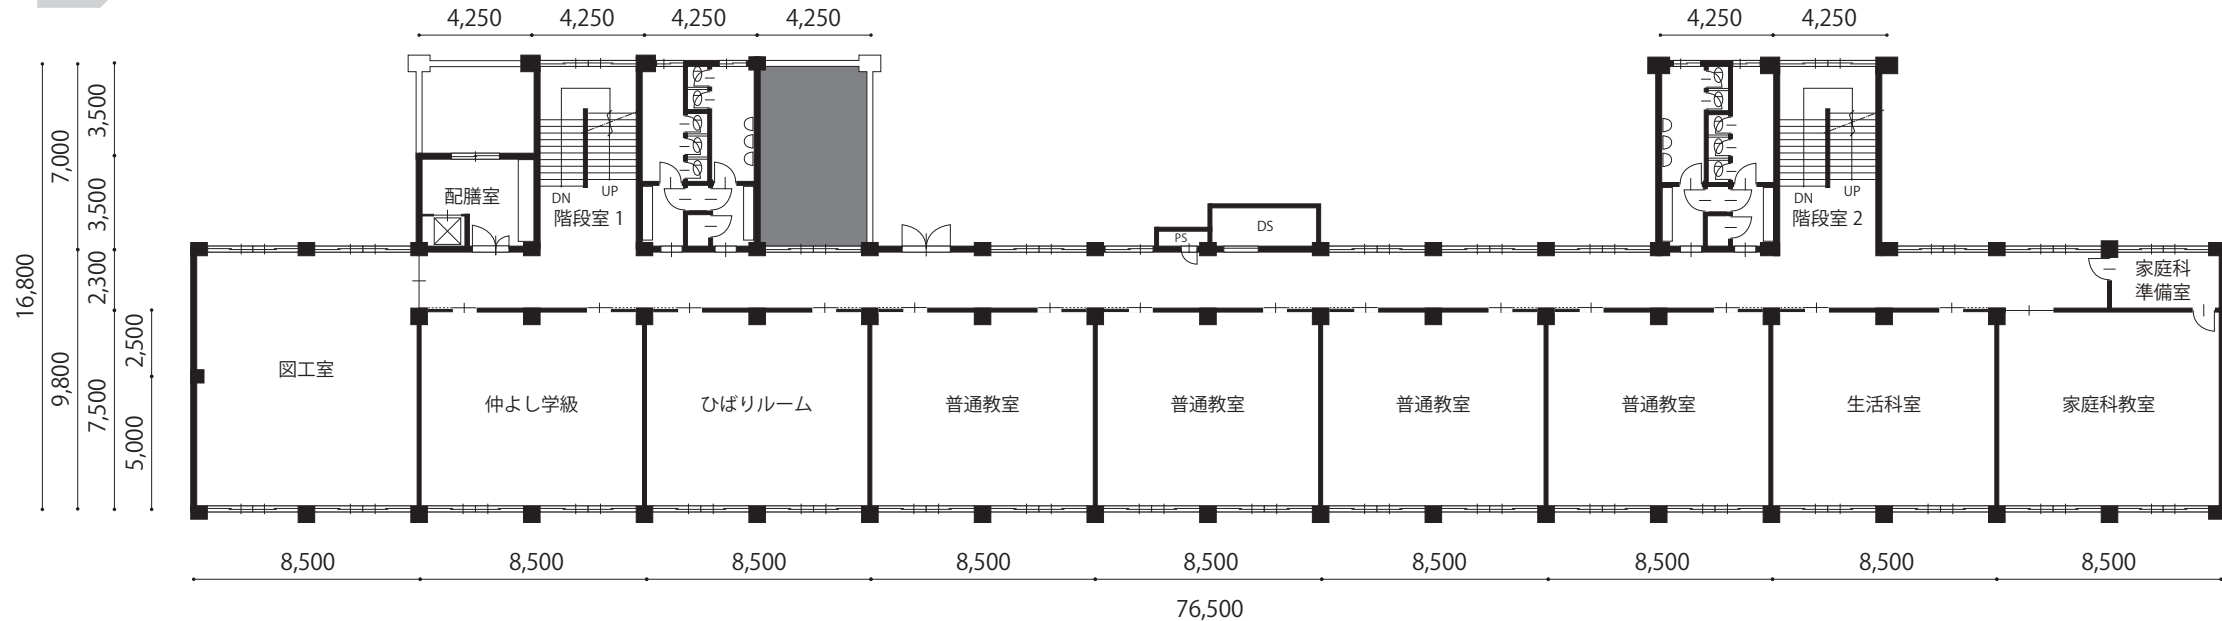 4,250
4,250
4,250
4,250
4,250
4,250
16,800
7,000
9,800
3,500
3,500
2,300
7,500
2,500
5,000
配膳室
DN
UP
階段室 1
PS
DS
DN
UP
階段室 2
家庭科
準備室
図工室
仲よし学級
ひばりルーム
普通教室
普通教室
普通教室
普通教室
生活科室
家庭科教室
8,500
8,500
8,500
8,500
8,500
8,500
8,500
8,500
8,500
76,500